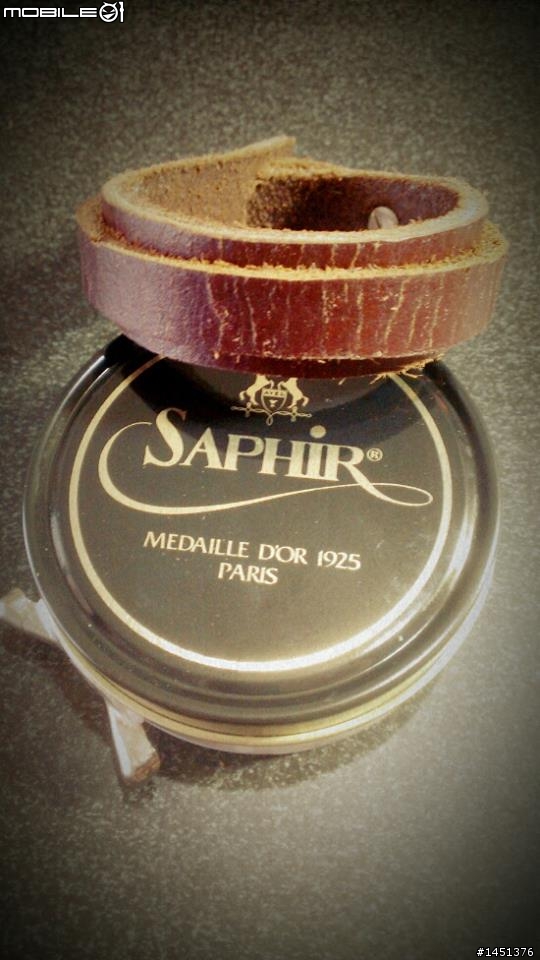 MOBILE01
SAPHIR®
MEDAILLE D'OR 1925
PARIS
#1451376